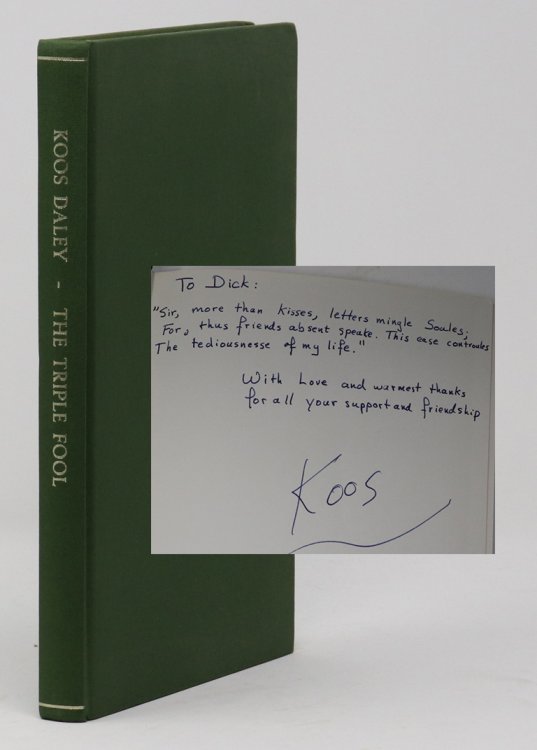 KOOS DALEY - THE TRIPLE FOOL
To Dick:
"Sir, more than kisses, letters mingle Soules;
For, thus friends absent speake. This ease controules
The tediousnesse of my life."
With Love and warmest thanks
for all your support and friendship
Koos